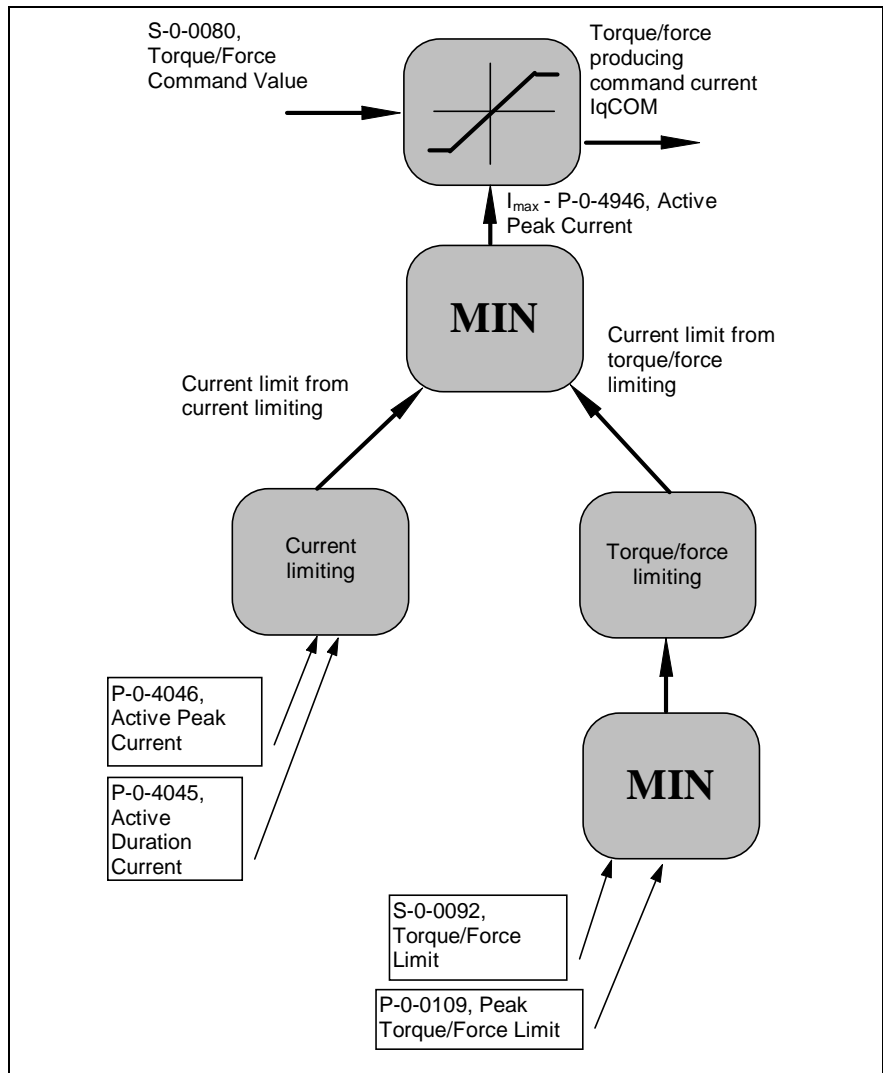 S-0-0080,
Torque/Force
Command Value
Torque/force
producing
command current
IqCOM
Imax - P-0-4946, Active
Peak Current
MIN
Current limit from
current limiting
Current limit from
torque/force
limiting
Current
limiting
Torque/force
limiting
P-0-4046,
Active Peak
Current
P-0-4045,
Active
Duration
Current
MIN
S-0-0092,
Torque/Force
Limit
P-0-0109, Peak
Torque/Force Limit